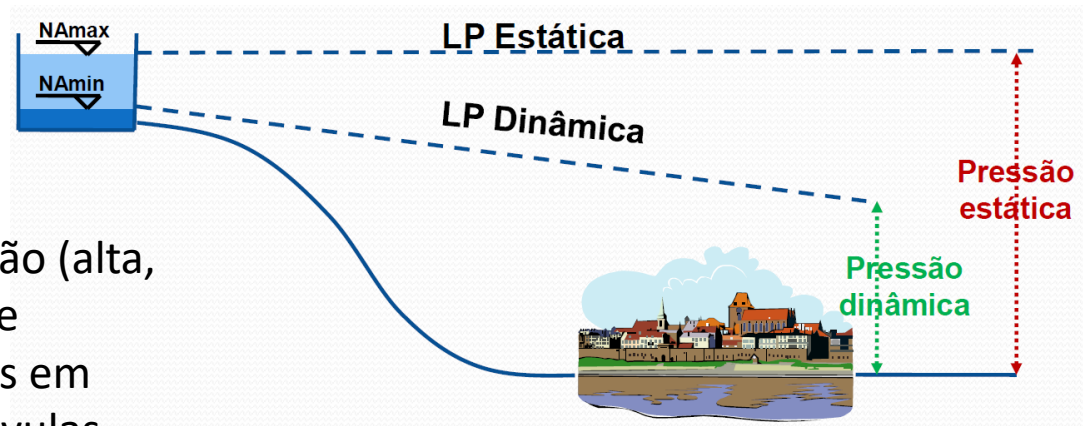 NAmax
LP Estática
NAmin
LP Dinâmica
Pressão
estática
ão (alta,
Pressão
dinâmica
e
s em